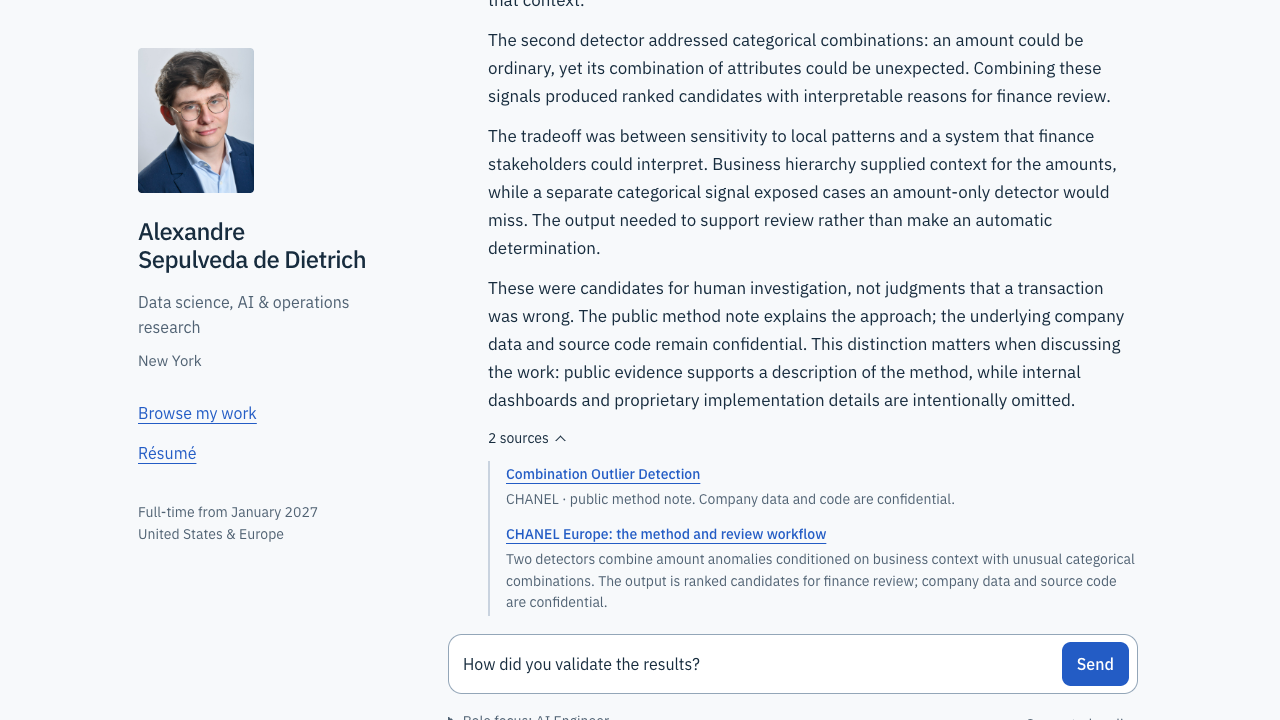 that context.
The second detector addressed categorical combinations: an amount could be
ordinary, yet its combination of attributes could be unexpected. Combining these
signals produced ranked candidates with interpretable reasons for finance review.
The tradeoff was between sensitivity to local patterns and a system that finance
stakeholders could interpret. Business hierarchy supplied context for the amounts,
while a separate categorical signal exposed cases an amount-only detector would
miss. The output needed to support review rather than make an automatic
determination.
These were candidates for human investigation, not judgments that a transaction
was wrong. The public method note explains the approach; the underlying company
data and source code remain confidential. This distinction matters when discussing
the work: public evidence supports a description of the method, while internal
dashboards and proprietary implementation details are intentionally omitted.
2 sources
Combination Outlier Detection
CHANEL · public method note. Company data and code are confidential.
CHANEL Europe: the method and review workflow
Two detectors combine amount anomalies conditioned on business context with unusual categorical
combinations. The output is ranked candidates for finance review; company data and source code
are confidential.
How did you validate the results?
Send
Role focus: AI Engineer
Alexandre
Sepulveda de Dietrich
Data science, AI & operations
research
New York
Browse my work
Résumé
Full-time from January 2027
United States & Europe